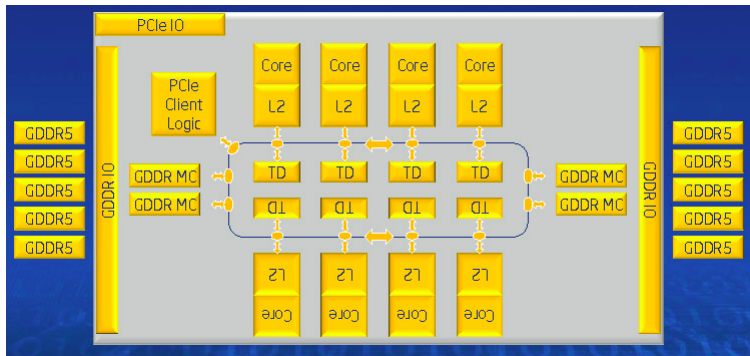 PCIe IO
Core Core Core Core
PCIe
Client
Logic
L2 L2 L2 L2
GDDR5 GDDR5
GDDR5 GDDR5
GDDR5 GDDR5
GDDR5 GDDR5
GDDR5 GDDR5
GDDR IO
GDDR IO
GDDR MC TD TD TD TD GDDR MC
GDDR MC TD TD TD TD GDDR MC
L2 L2 L2 L2
Core Core Core Core